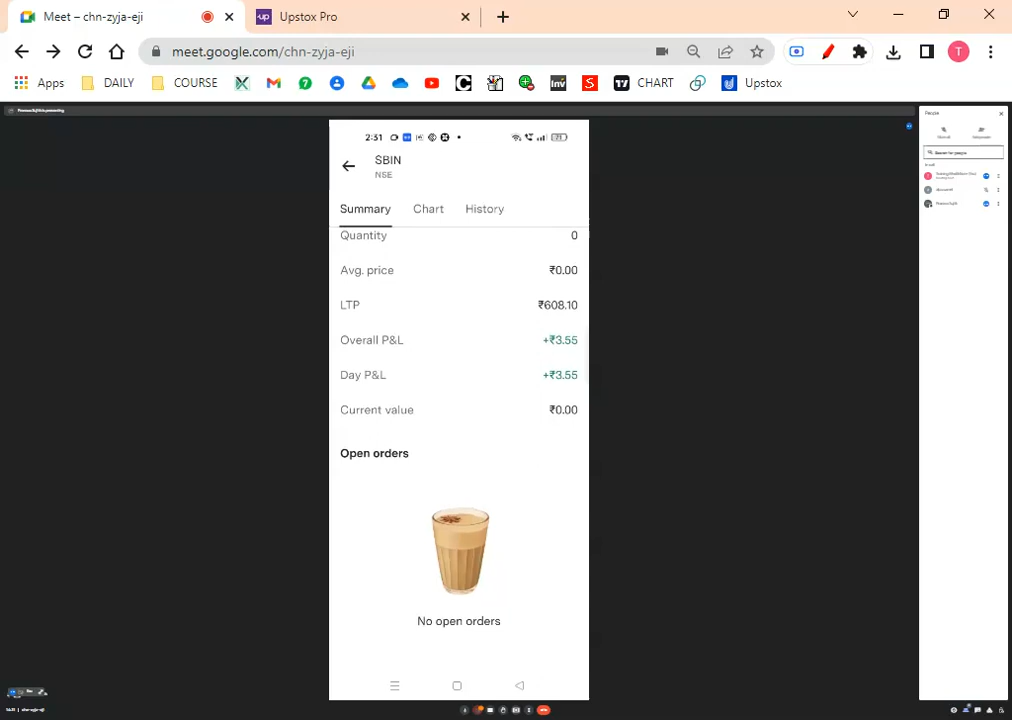 Meet – chn-zyja-eji
Upstox Pro
meet.google.com/chn-zyja-eji
T
Apps
DAILY
COURSE
CHART
Upstox
People
2:51
SBIN
NSE
Summary
Chart
History
Quantity 0
Avg. price ₹0.00
LTP ₹608.10
Overall P&L +₹3.55
Day P&L +₹3.55
Current value ₹0.00
Open orders
No open orders